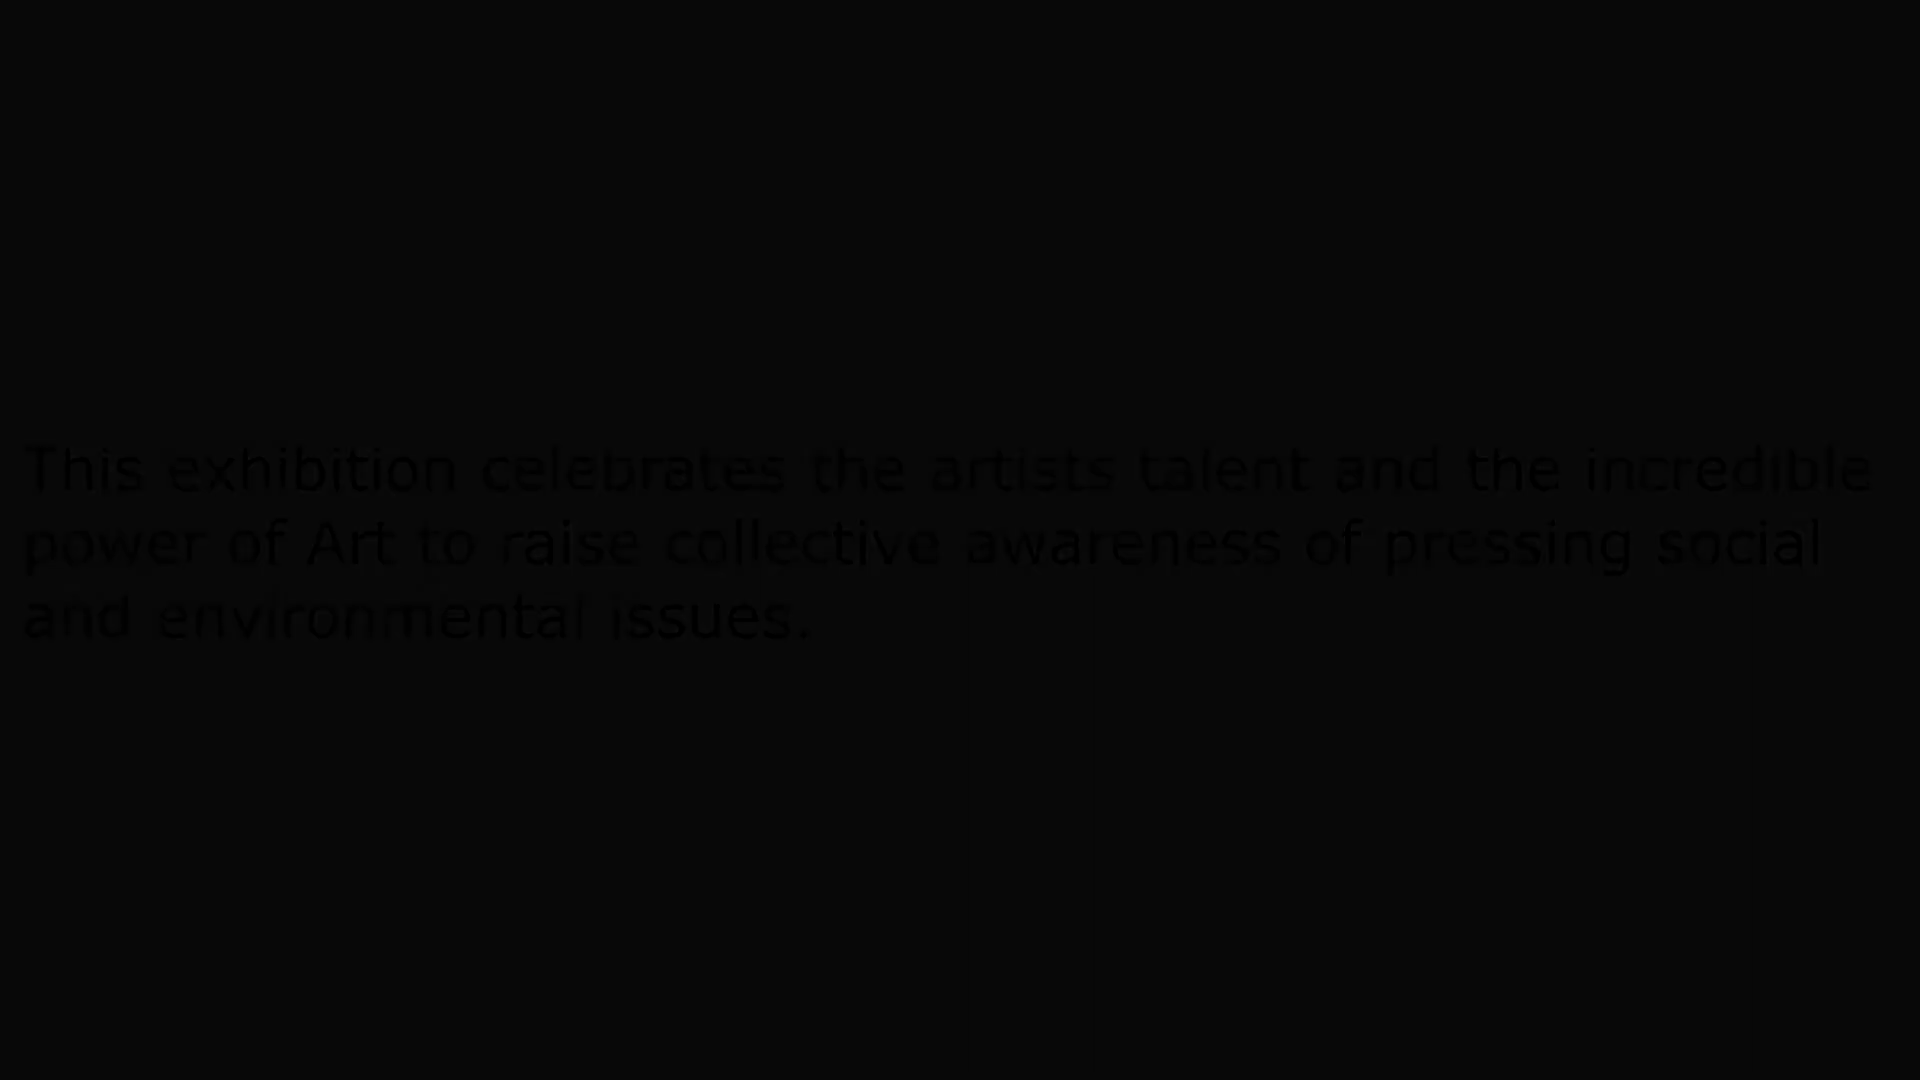 This exhibition celebrates the artists talent and the incredible
power of Art to raise collective awareness of pressing social
and environmental issues.